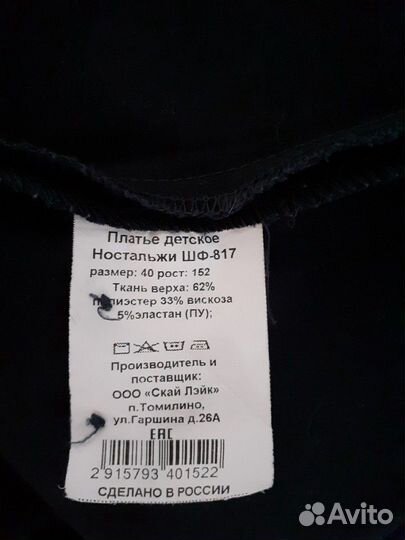 Платье детское
Ностальжи ШФ-817
размер: 40 рост: 152
Ткань верха: 62%
полиэстер 33% вискоза
5%эластан (ПУ);
Производитель и
поставщик:
ООО «Скай Лэйк»
п.Томилино,
ул.Гаршина д.26А
ЕАС
2 915793 401522
СДЕЛАНО В РОССИИ
Avito